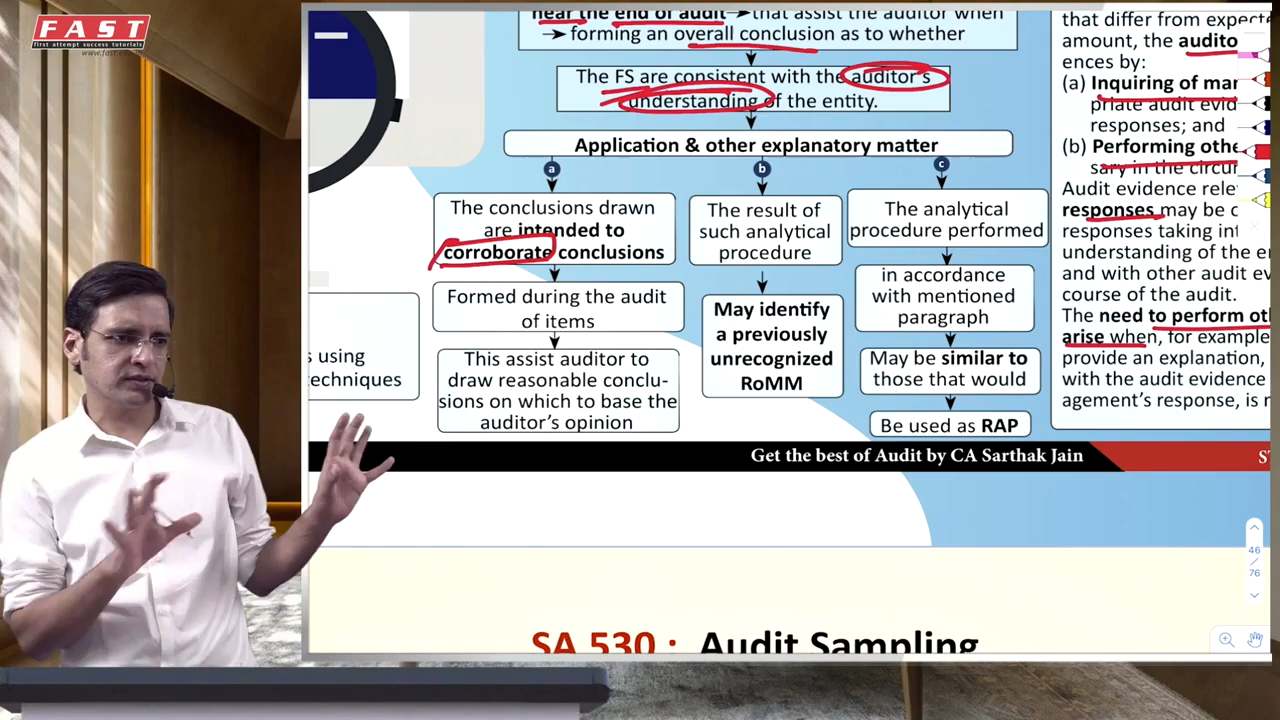 FAST
first attempt success tutorials
near the end of audit → that assist the auditor when
→ forming an overall conclusion as to whether
The FS are consistent with the auditor's
understanding of the entity.
Application & other explanatory matter
a
The conclusions drawn
are intended to
corroborate conclusions
Formed during the audit
of items
This assist auditor to
draw reasonable conclu-
sions on which to base the
auditor's opinion
b
The result of
such analytical
procedure
May identify
a previously
unrecognized
RoMM
c
The analytical
procedure performed
in accordance
with mentioned
paragraph
May be similar to
those that would
Be used as RAP
that differ from
amount, the
ences by:
(a) Inquiring of
responses; and
(b) Performing
Audit evidence
responses may be
responses taking
understanding of the
and with other audit
course of the audit.
The need to perform
arise when, for example
provide an explanation,
with the audit evidence
agement's response, is
using
techniques
Get the best of Audit by CA Sarthak Jain
46
/
76
SA 530 : Audit Sampling